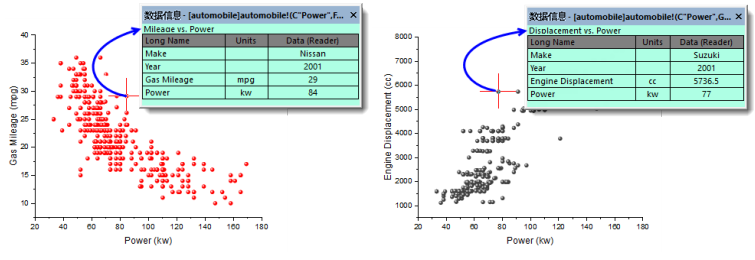 数据信息 - [automobile]automobile!(C"Power",F... ×
Mileage vs. Power
Long Name Units Data (Reader)
Make Nissan
Year 2001
Gas Mileage mpg 29
Power kw 84
40
35
30
25
20
15
10
Gas Mileage (mpg)
20 40 60 80 100 120 140 160 180
Power (kw)
数据信息 - [automobile]automobile!(C"Power",G... ×
Displacement vs. Power
Long Name Units Data (Reader)
Make Suzuki
Year 2001
Engine Displacement cc 5736.5
Power kw 77
8000
7000
6000
5000
4000
3000
2000
1000
Engine Displacement (cc)
20 40 60 80 100 120 140 160 180
Power (kw)